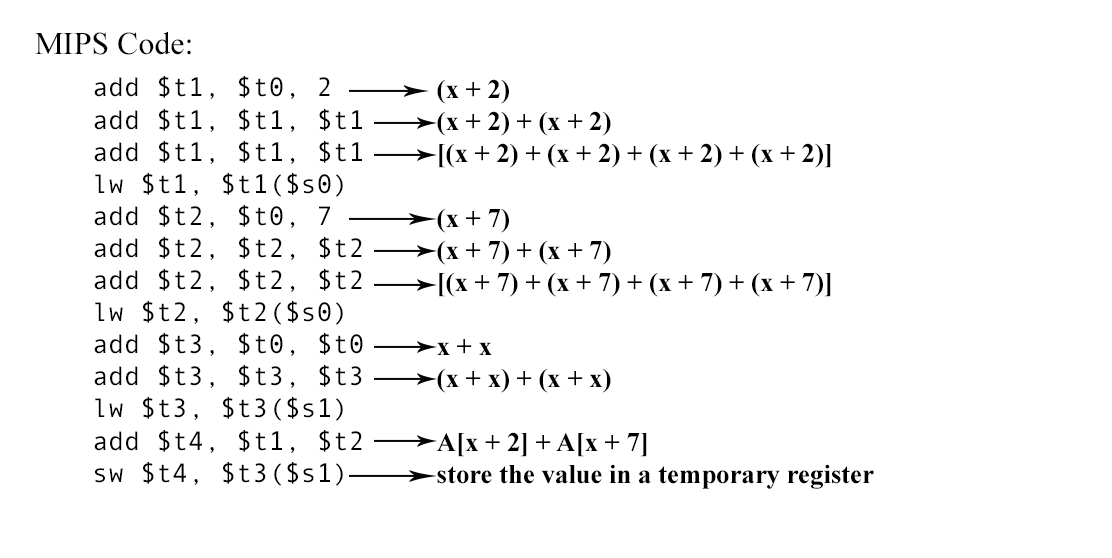 MIPS Code:
add $t1, $t0, 2 ⟶ (x + 2)
add $t1, $t1, $t1 ⟶ (x + 2) + (x + 2)
add $t1, $t1, $t1 ⟶ [(x + 2) + (x + 2) + (x + 2) + (x + 2)]
lw $t1, $t1($s0)
add $t2, $t0, 7 ⟶ (x + 7)
add $t2, $t2, $t2 ⟶ (x + 7) + (x + 7)
add $t2, $t2, $t2 ⟶ [(x + 7) + (x + 7) + (x + 7) + (x + 7)]
lw $t2, $t2($s0)
add $t3, $t0, $t0 ⟶ x + x
add $t3, $t3, $t3 ⟶ (x + x) + (x + x)
lw $t3, $t3($s1)
add $t4, $t1, $t2 ⟶ A[x + 2] + A[x + 7]
sw $t4, $t3($s1) ⟶ store the value in a temporary register